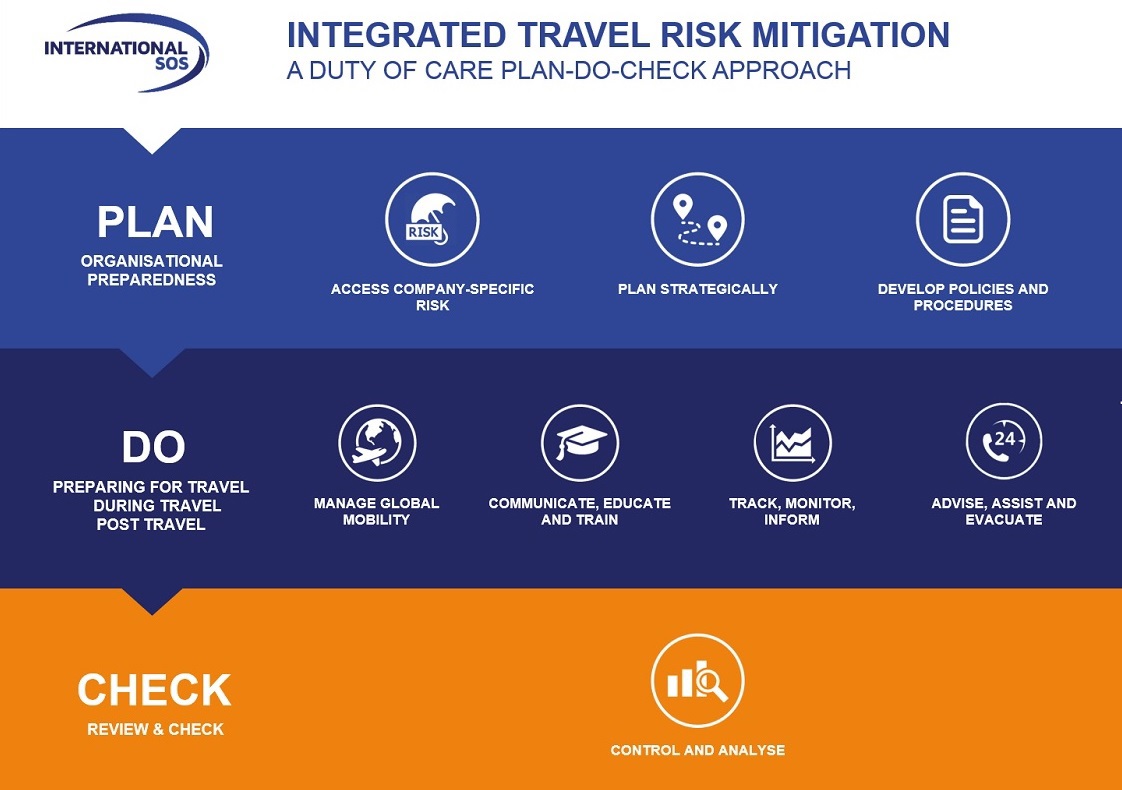 INTERNATIONAL
SOS
INTEGRATED TRAVEL RISK MITIGATION
A DUTY OF CARE PLAN-DO-CHECK APPROACH
PLAN
ORGANISATIONAL
PREPAREDNESS
RISK
ACCESS COMPANY-SPECIFIC
RISK
PLAN STRATEGICALLY
DEVELOP POLICIES AND
PROCEDURES
DO
PREPARING FOR TRAVEL
DURING TRAVEL
POST TRAVEL
MANAGE GLOBAL
MOBILITY
COMMUNICATE, EDUCATE
AND TRAIN
TRACK, MONITOR,
INFORM
24
ADVISE, ASSIST AND
EVACUATE
CHECK
REVIEW & CHECK
CONTROL AND ANALYSE